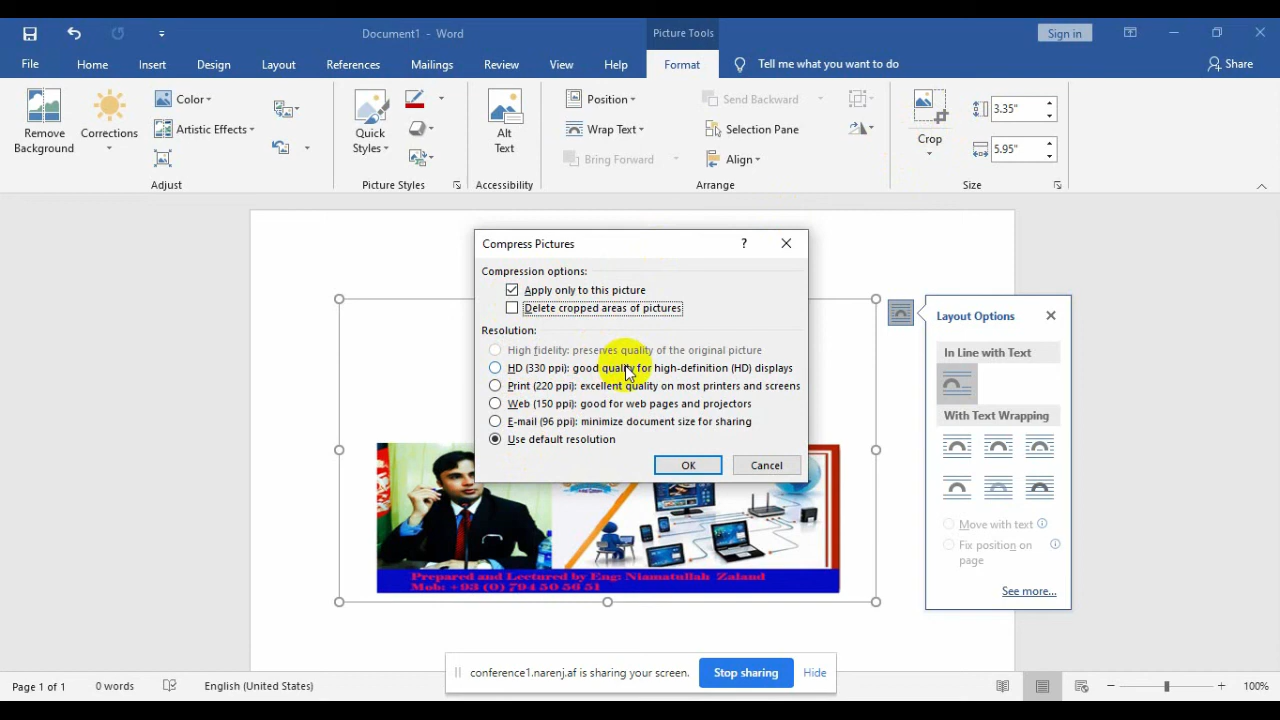 Document1 - Word
Picture Tools
Sign in
File
Home
Insert
Design
Layout
References
Mailings
Review
View
Help
Format
Tell me what you want to do
Share
Remove
Background
Corrections
Color
Artistic Effects
Adjust
Quick
Styles
Picture Styles
Alt
Text
Accessibility
Position
Wrap Text
Bring Forward
Send Backward
Selection Pane
Align
Arrange
Crop
3.35"
5.95"
Size
Compress Pictures
?
Compression options:
Apply only to this picture
Delete cropped areas of pictures
Resolution:
High fidelity: preserves quality of the original picture
HD (330 ppi): good quality for high-definition (HD) displays
Print (220 ppi): excellent quality on most printers and screens
Web (150 ppi): good for web pages and projectors
E-mail (96 ppi): minimize document size for sharing
Use default resolution
OK
Cancel
Layout Options
In Line with Text
With Text Wrapping
Move with text
Fix position on
page
See more...
Prepared and Lectured by Eng: Niamatullah Zaland
Mob: +93 (0) 794 50 56 51
conference1.narenj.af is sharing your screen.
Stop sharing
Hide
Page 1 of 1
0 words
English (United States)
100%